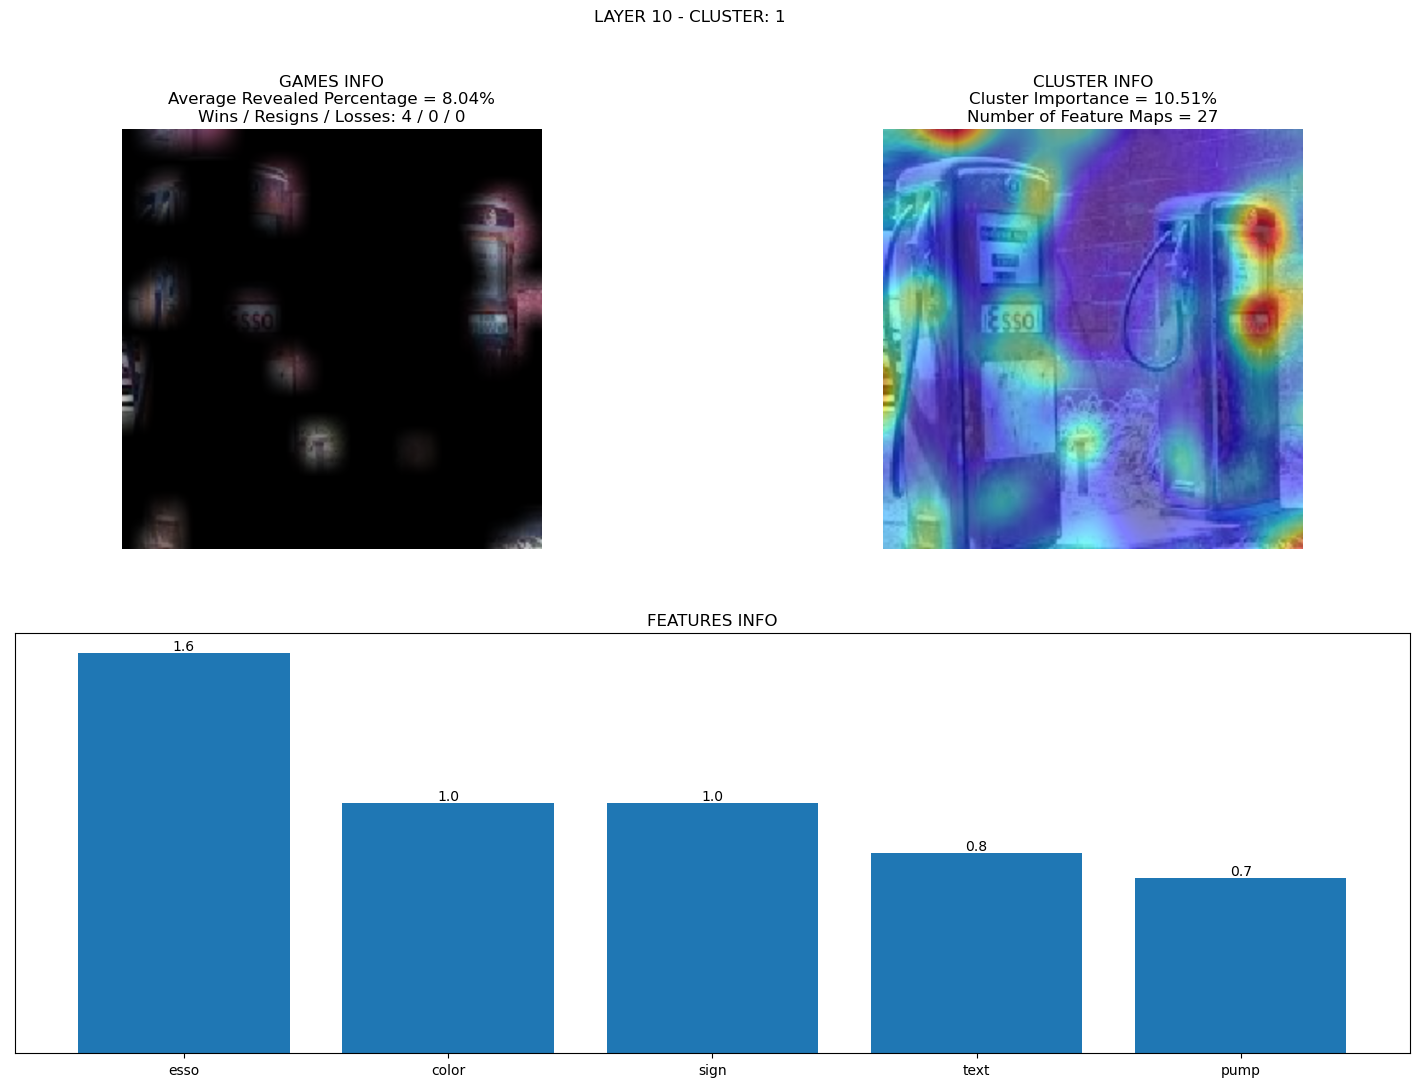 LAYER 10 - CLUSTER: 1
GAMES INFO
Average Revealed Percentage = 8.04%
Wins / Resigns / Losses: 4 / 0 / 0
CLUSTER INFO
Cluster Importance = 10.51%
Number of Feature Maps = 27
SSO
ESSO
FEATURES INFO
1.6
1.0
1.0
0.8
0.7
esso
color
sign
text
pump